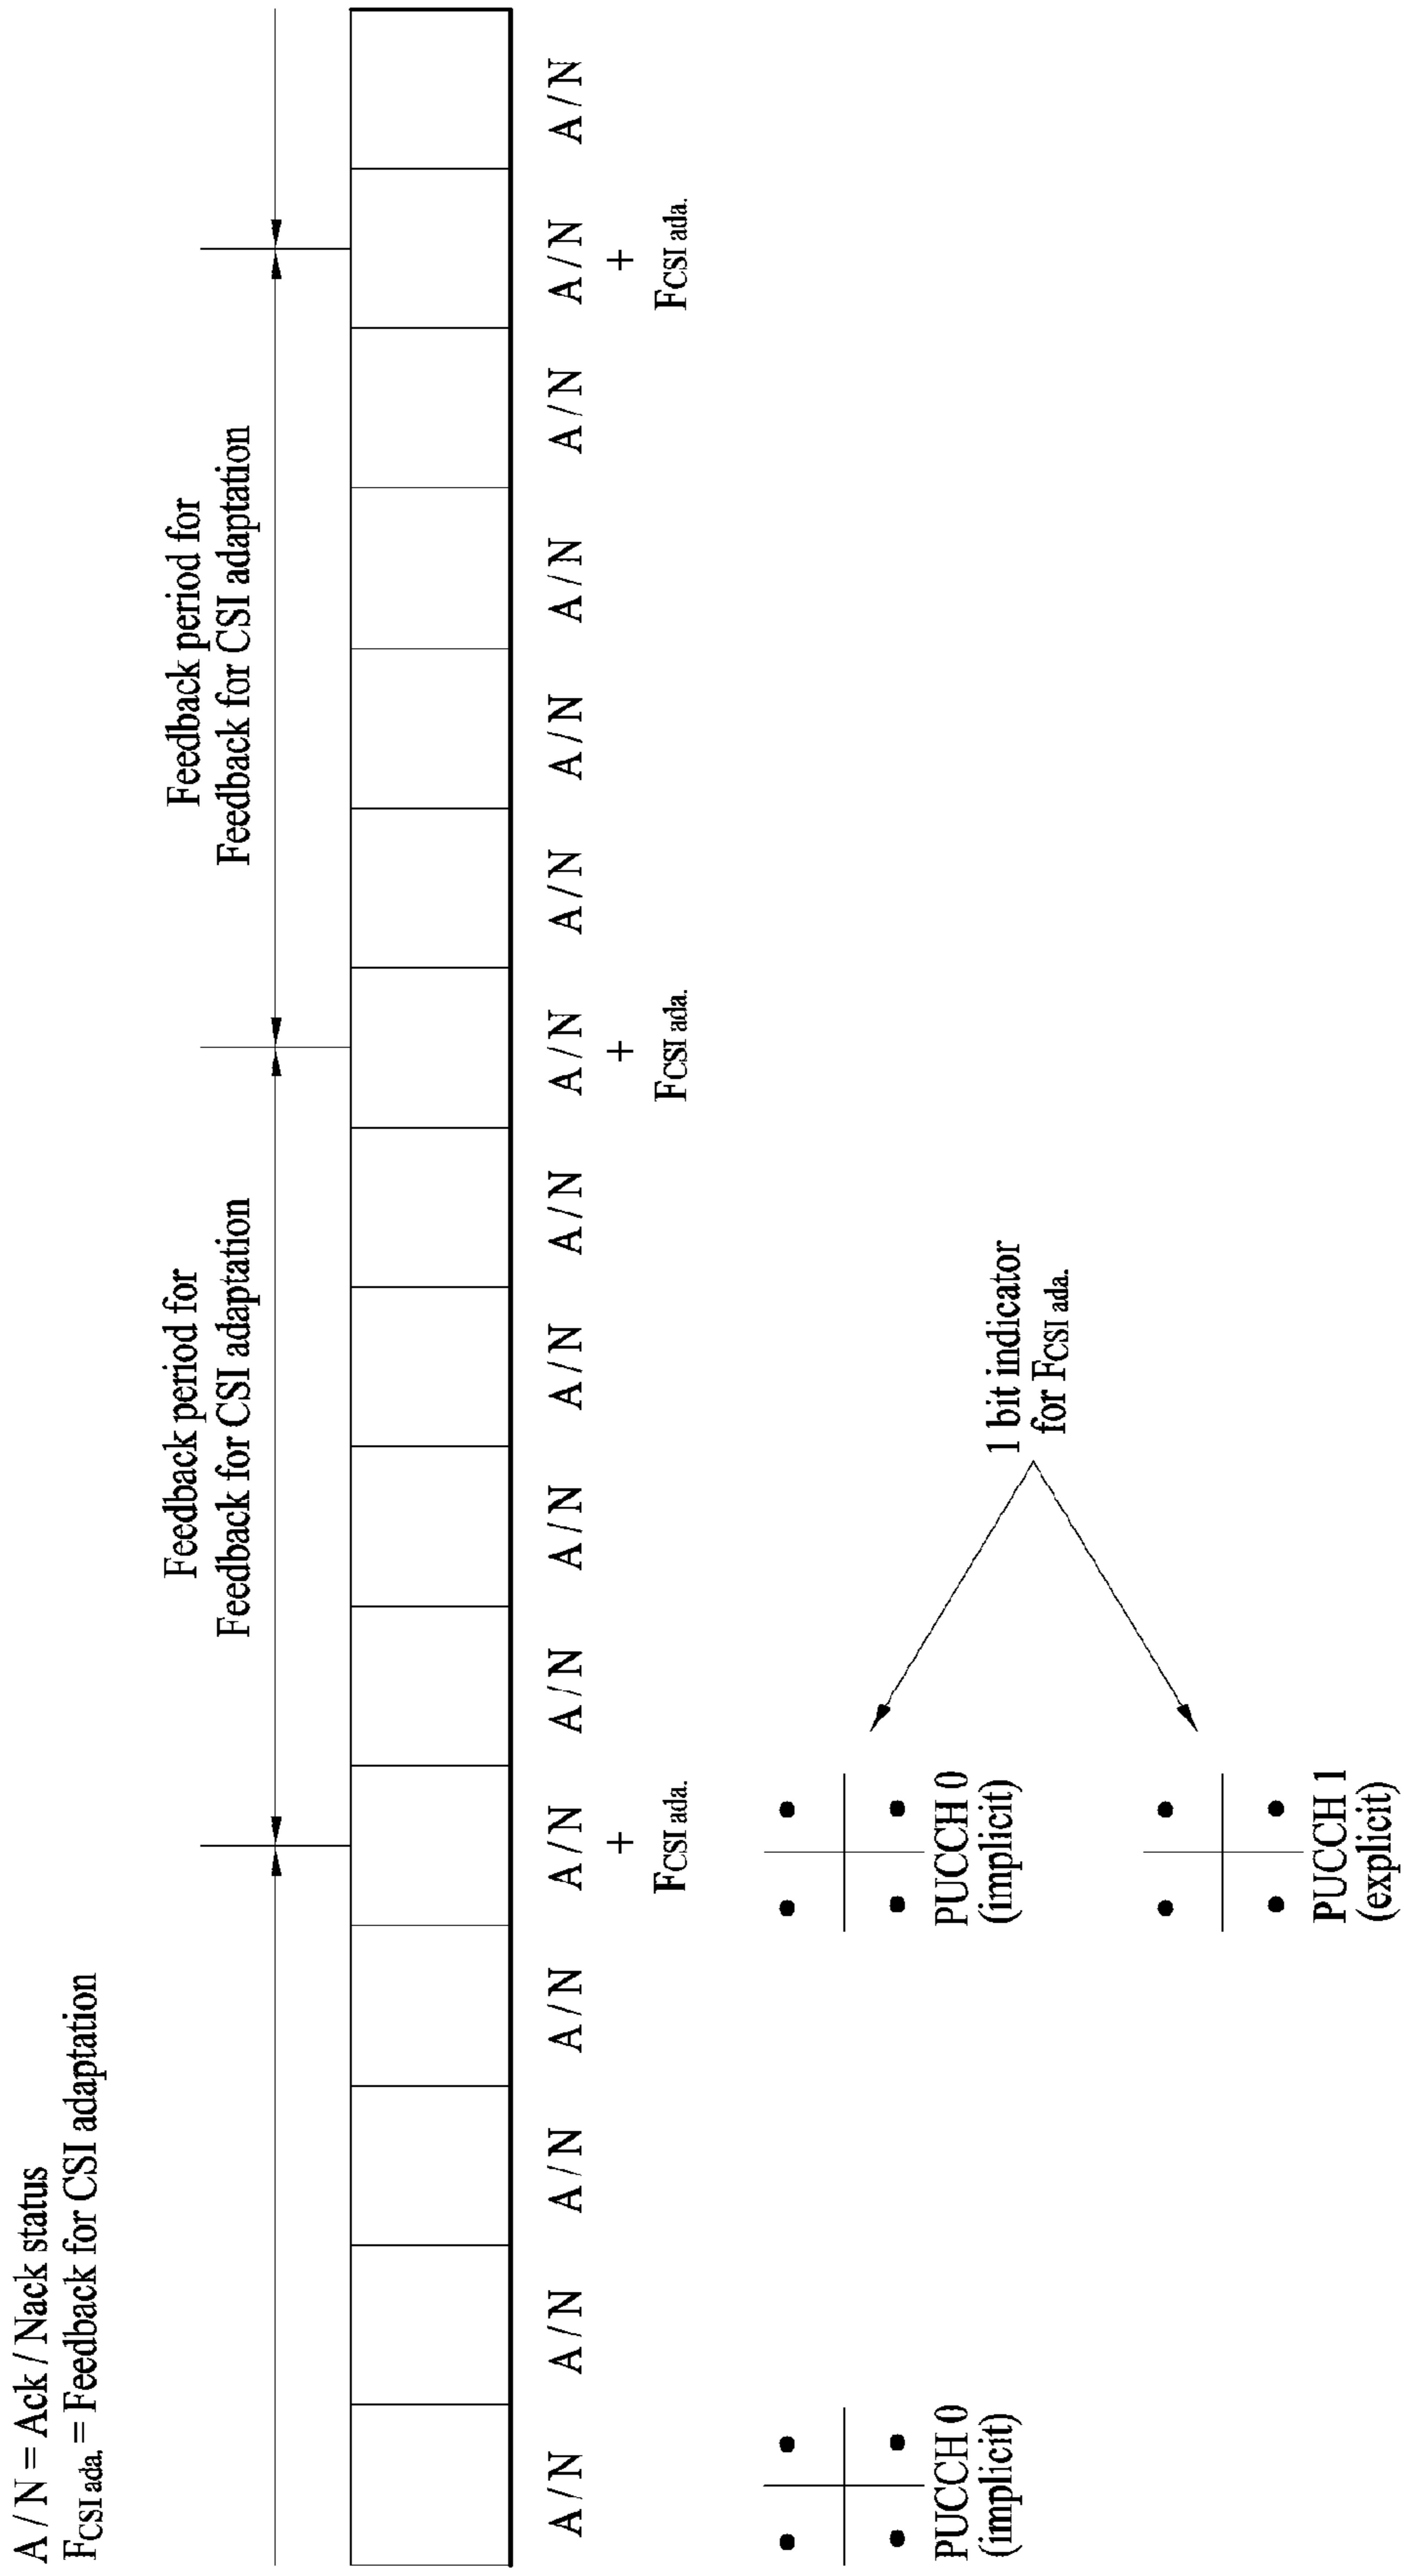 A / N = Ack / Nack status
FCSI ada. = Feedback for CSI adaptation
Feedback period for
Feedback for CSI adaptation
Feedback period for
Feedback for CSI adaptation
A/N A/N A/N A/N A/N A/N A/N A/N A/N A/N A/N A/N A/N A/N A/N A/N
+ + +
FCSI ada. FCSI ada. FCSI ada.
PUCCH 0
(implicit)
PUCCH 0
(implicit)
1 bit indicator
for FCSI ada.
PUCCH 1
(explicit)